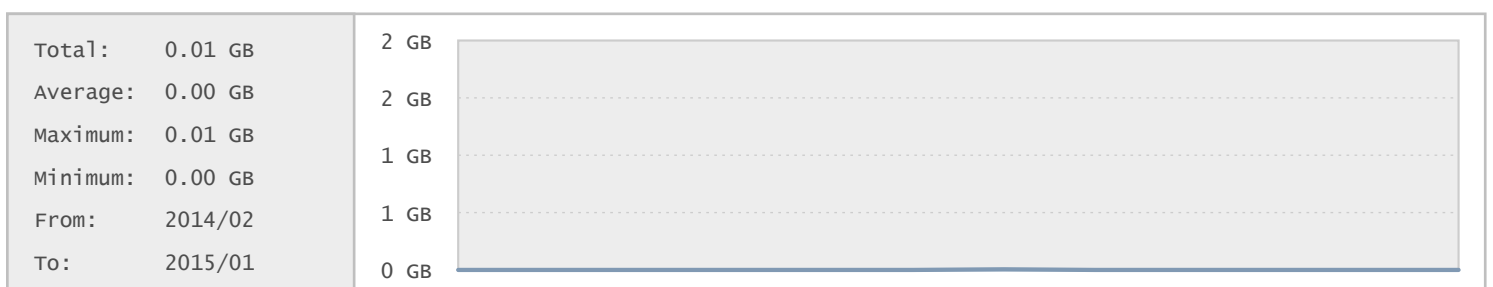 Total: 0.01 GB
Average: 0.00 GB
Maximum: 0.01 GB
Minimum: 0.00 GB
From: 2014/02
To: 2015/01
2 GB
2 GB
1 GB
1 GB
0 GB